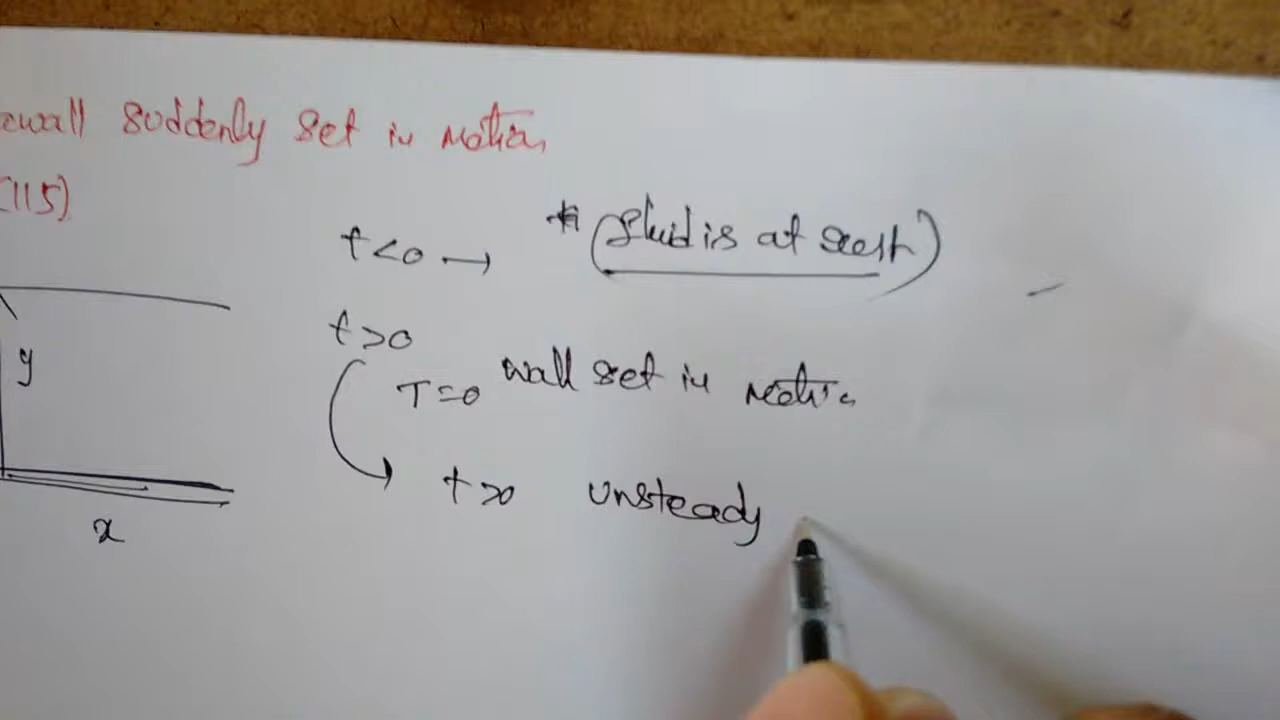 wall suddenly set in motion
(115)
t<0 → (fluid is at rest)
t>0
y
T=0 wall set in motion
t>0 unsteady
x